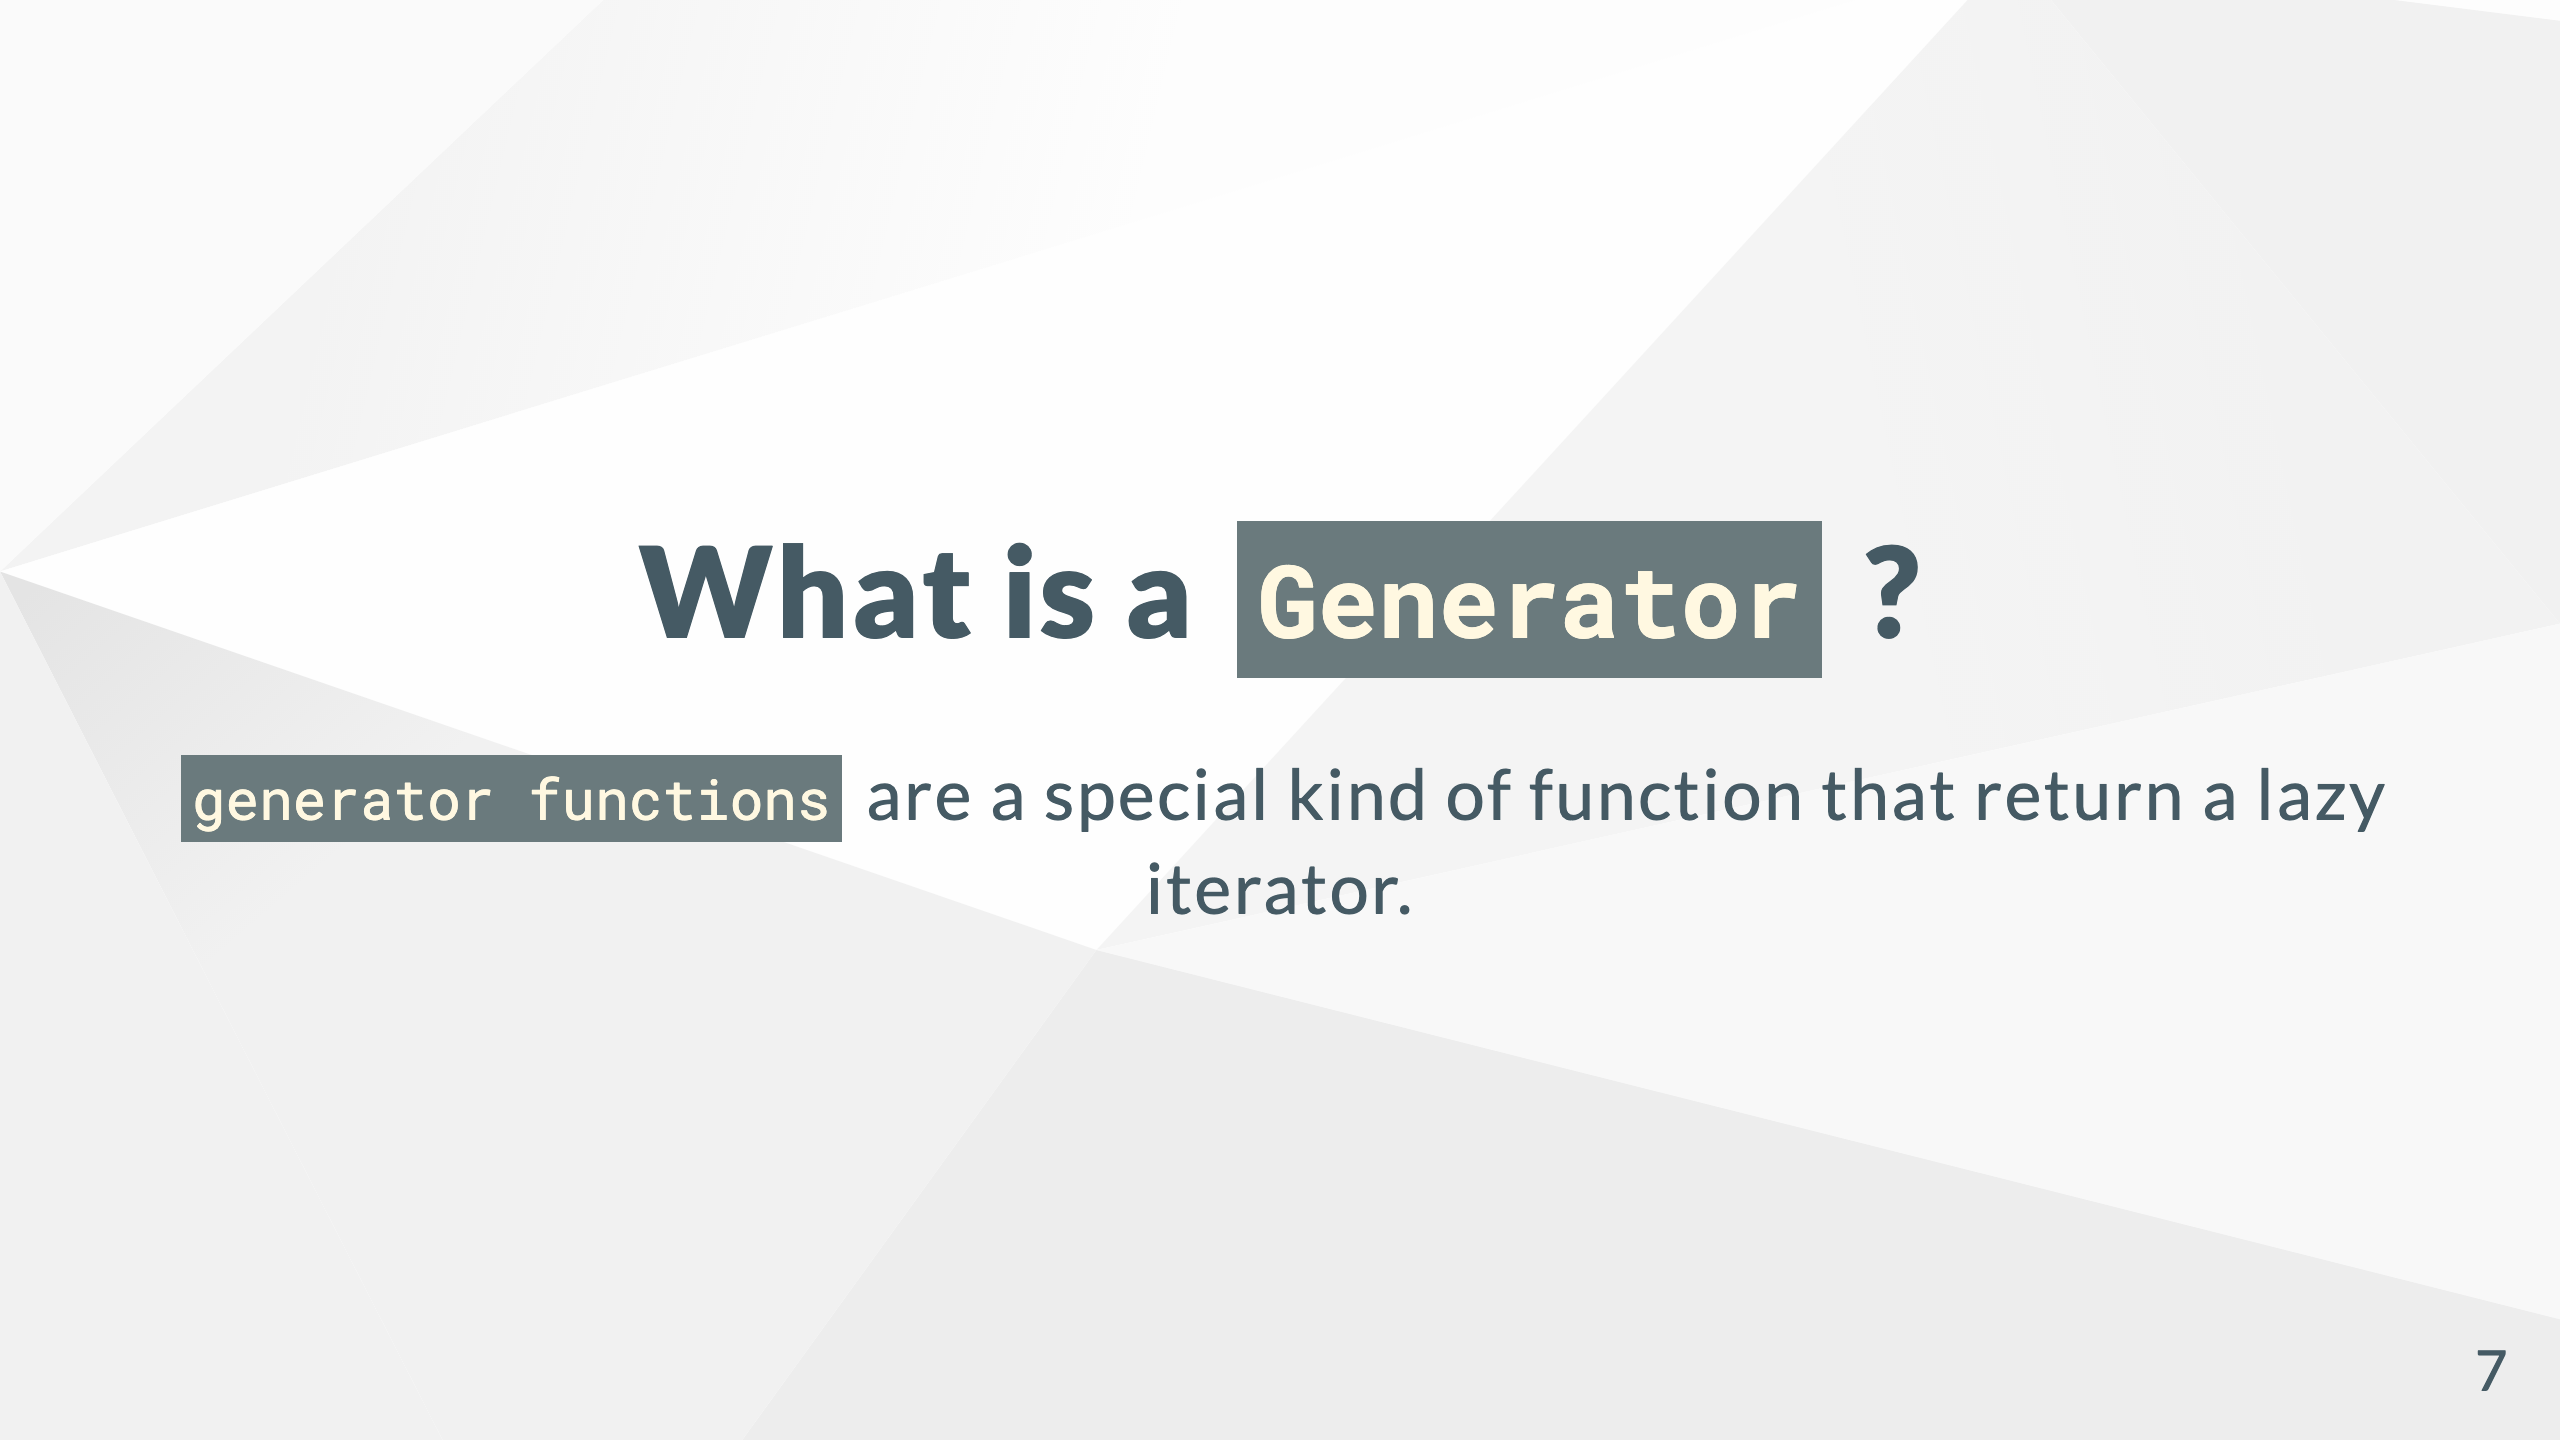 What is a Generator ?
generator functions are a special kind of function that return a lazy
iterator.
7